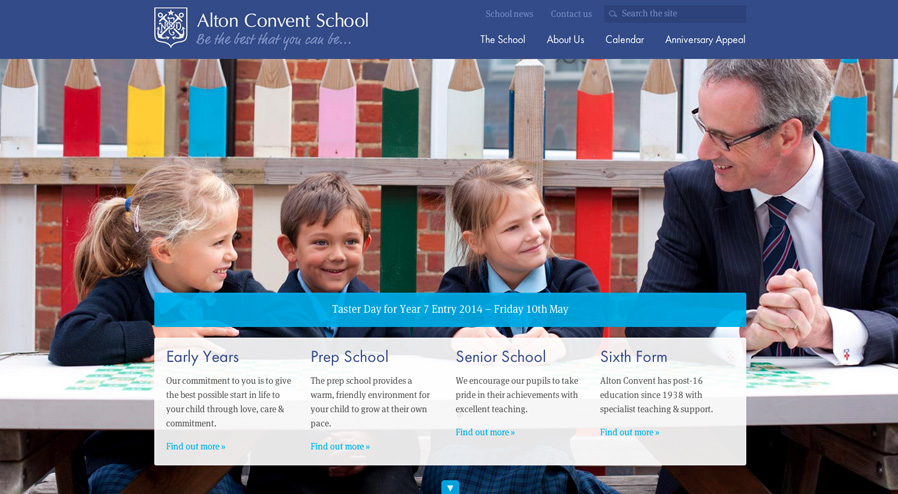 School news
Contact us
Search the site
Alton Convent School
Be the best that you can be...
The School
About Us
Calendar
Anniversary Appeal
Taster Day for Year 7 Entry 2014 – Friday 10th May
Early Years
Our commitment to you is to give
the best possible start in life to
your child through love, care &
commitment.
Find out more »
Prep School
The prep school provides a
warm, friendly environment for
your child to grow at their own
pace.
Find out more »
Senior School
We encourage our pupils to take
pride in their achievements with
excellent teaching.
Find out more »
Sixth Form
Alton Convent has post-16
education since 1938 with
specialist teaching & support.
Find out more »